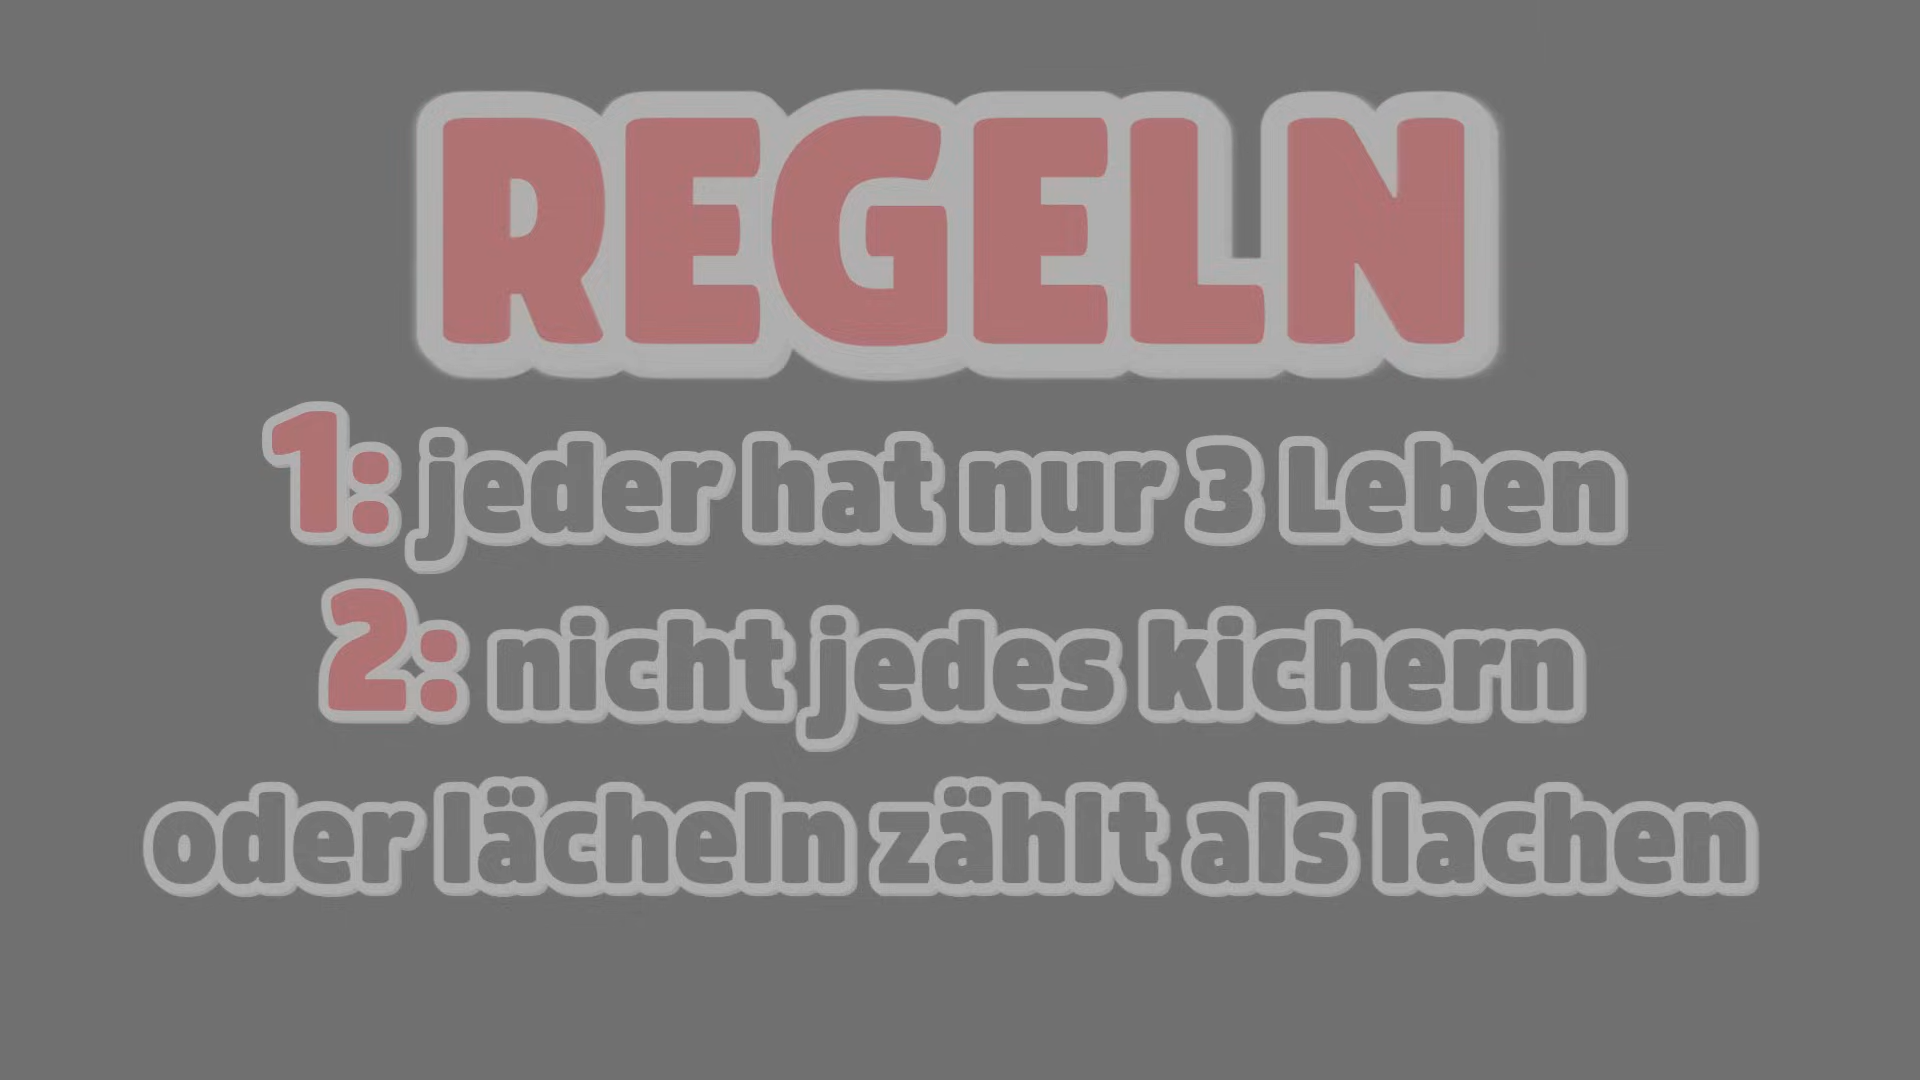 REGELN
1: jeder hat nur 3 Leben
2: nicht jedes kichern
oder lächeln zählt als lachen